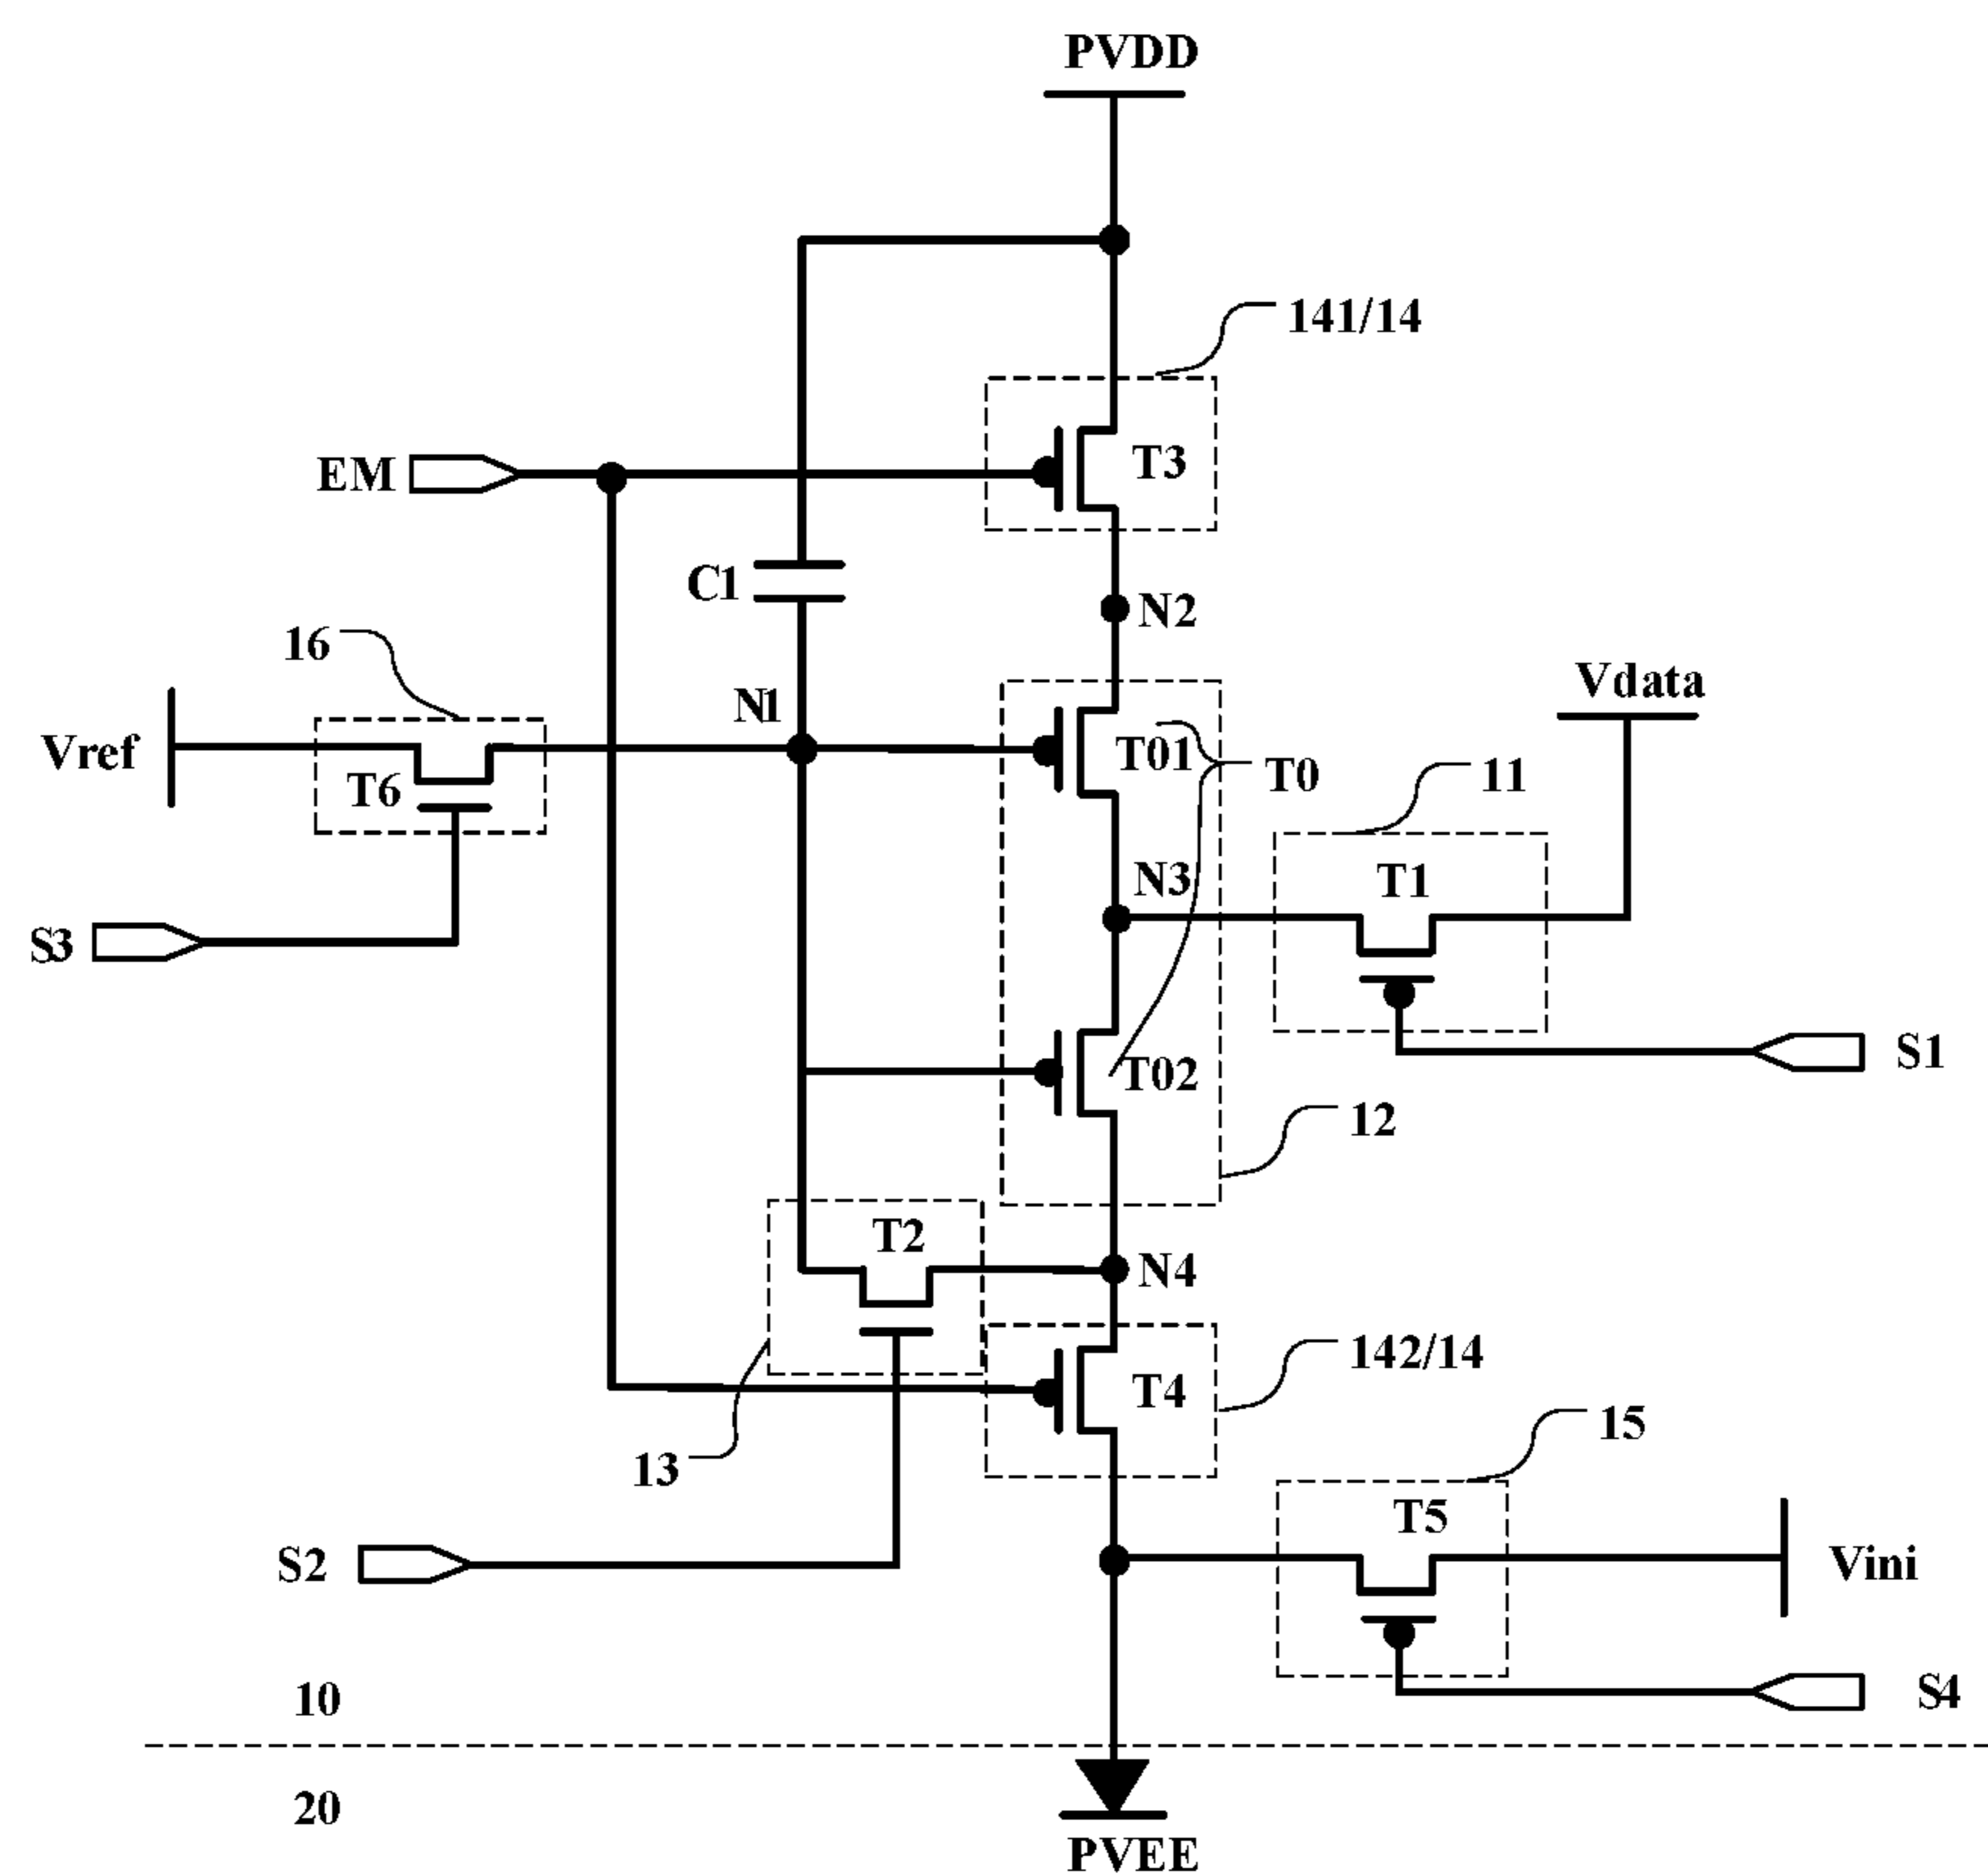 PVDD
141/14
T3
EM
C1
N2
16
N1
Vdata
Vref
T6
T01
T0
11
N3
T1
S3
S1
T02
12
T2
N4
142/14
T4
13
15
T5
S2
Vini
10
S4
20
PVEE